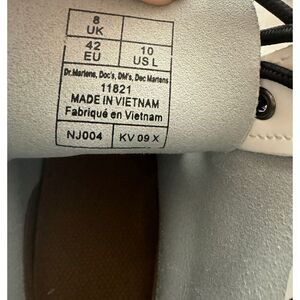 8
UK
42
EU
10
US L
Dr.Martens, Doc's, DM's, Doc Martens
11821
MADE IN VIETNAM
Fabriqué en Vietnam
NJ004
KV 09 X